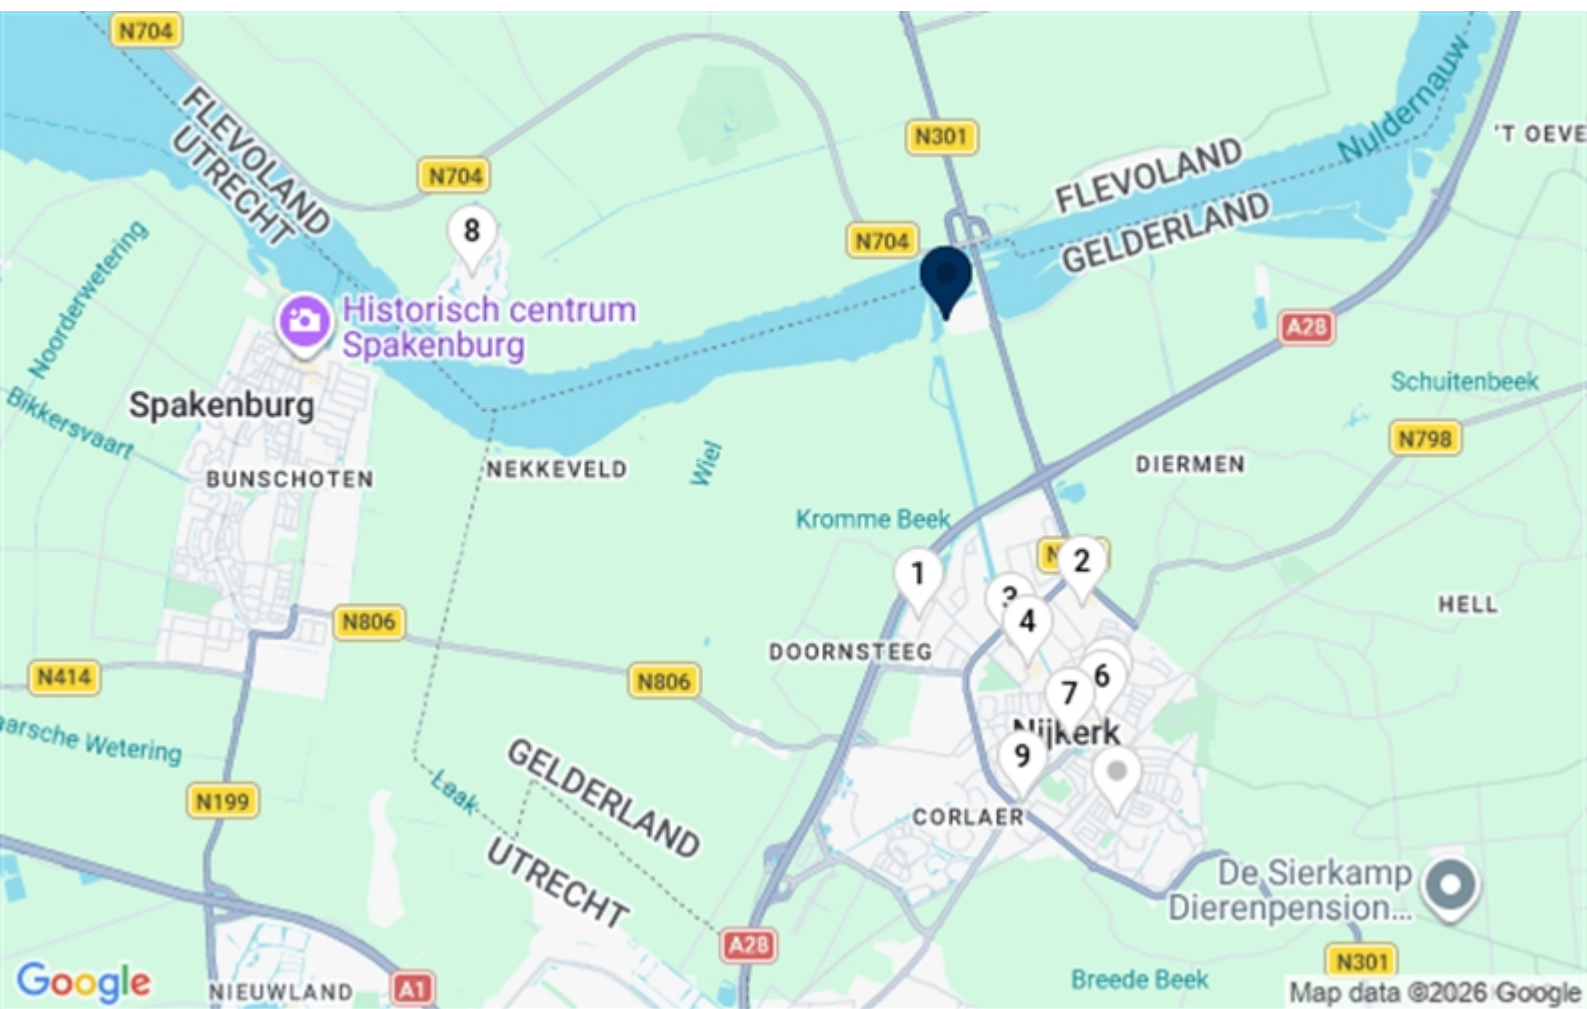 N704
FLEVOLAND
UTRECHT
N704
8
N301
FLEVOLAND
GELDERLAND
Nuldernauw
'T OEVE
N704
A28
Noorderwetering
Historisch centrum
Spakenburg
Spakenburg
Bikkersvaart
BUNSCHOTEN
NEKKEVELD
Wiel
Schuitenbeek
N798
DIERMEN
Kromme Beek
N
1
2
3
4
HELL
N806
DOORNSTEEG
N414
N806
6
7
Nijkerk
9
aarsche Wetering
Laak
GELDERLAND
UTRECHT
N199
CORLAER
De Sierkamp
Dierenpension...
A28
N301
Breede Beek
A1
NIEUWLAND
Google
Map data ©2026 Google